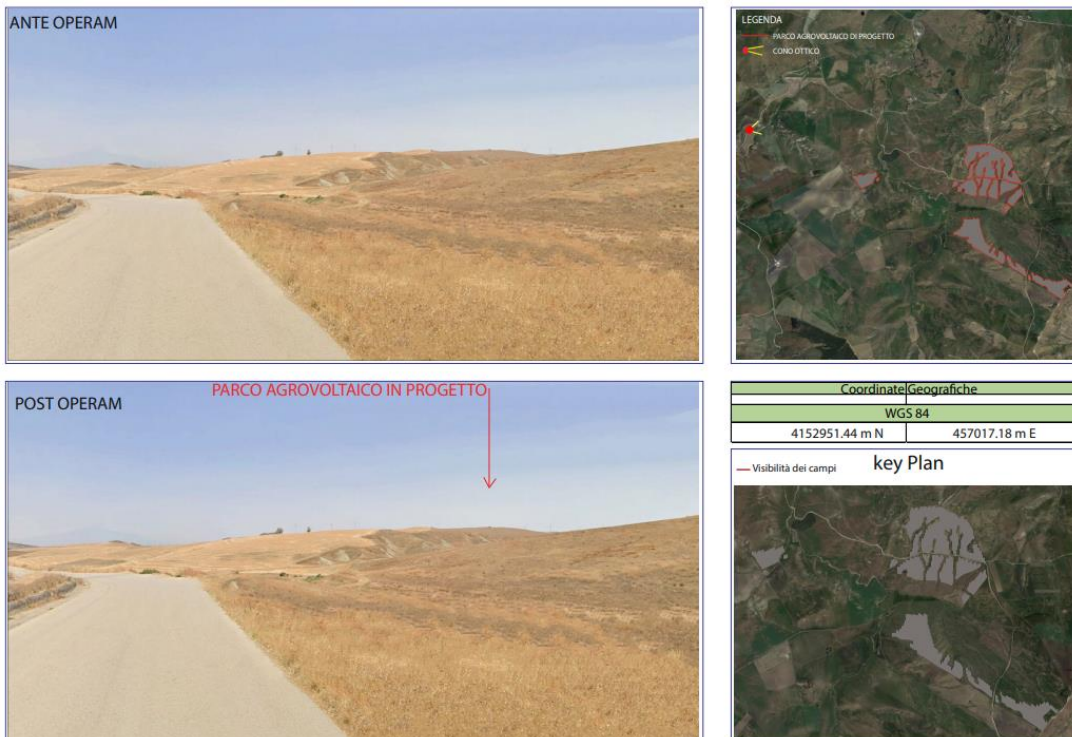 ANTE OPERAM
LEGENDA
PARCO AGROVOLTAICO DI PROGETTO
CONO OTTICO
POST OPERAM
PARCO AGROVOLTAICO IN PROGETTO
Coordinate Geografiche
WGS 84
4152951.44 m N 457017.18 m E
Visibilità dei campi
key Plan